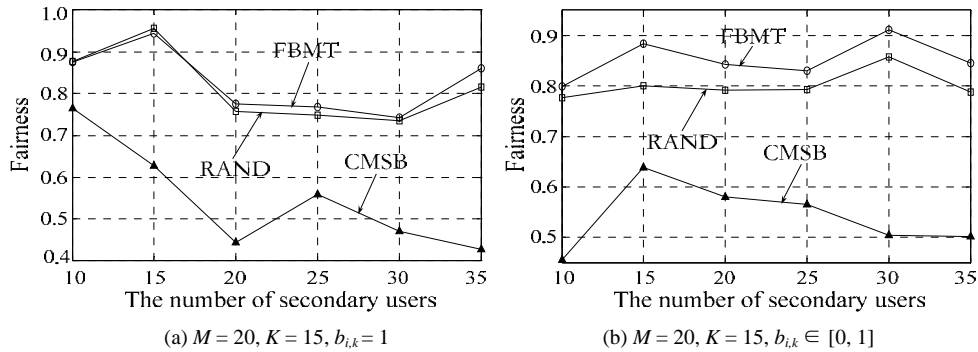 1.0
0.9
0.8
0.7
0.6
0.5
0.4
Fairness
FBMT
RAND
CMSB
10 15 20 25 30 35
The number of secondary users
(a) M = 20, K = 15, b_{i,k} = 1
0.9
0.8
0.7
0.6
0.5
Fairness
FBMT
RAND
CMSB
10 15 20 25 30 35
The number of secondary users
(b) M = 20, K = 15, b_{i,k} ∈ [0, 1]